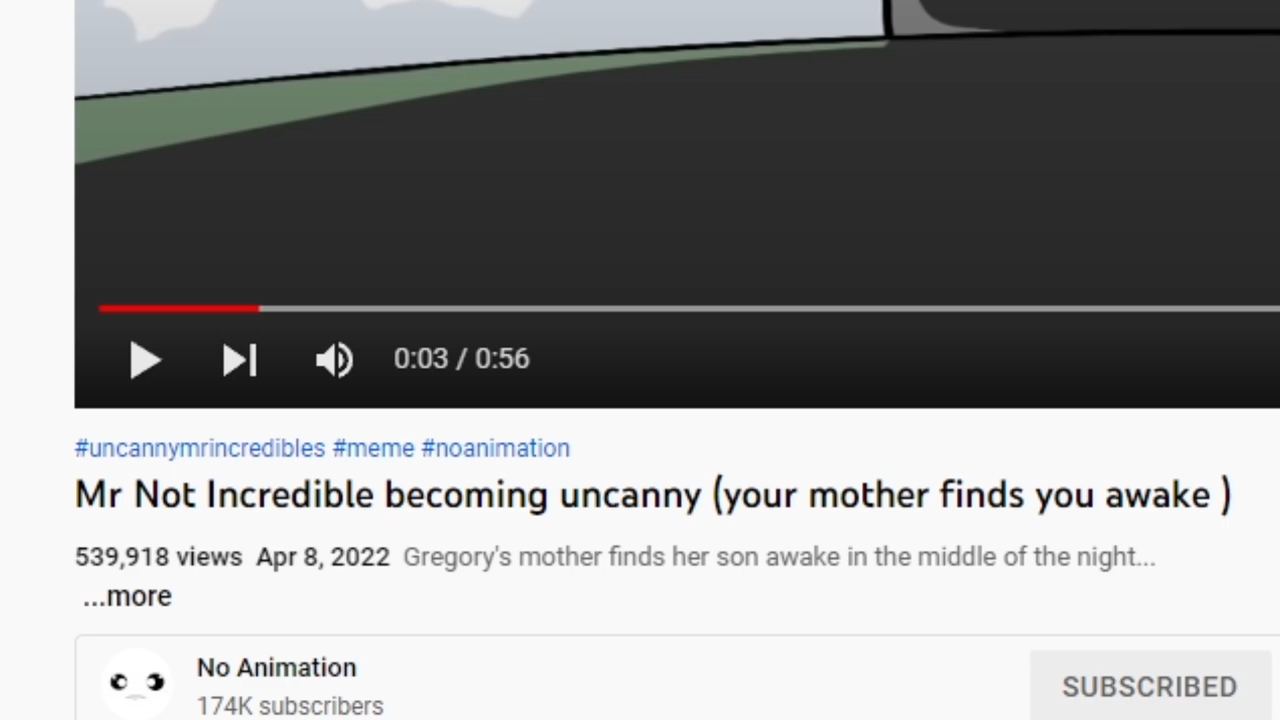 0:03 / 0:56
#uncannymrincredibles #meme #noanimation
Mr Not Incredible becoming uncanny (your mother finds you awake )
539,918 views Apr 8, 2022 Gregory's mother finds her son awake in the middle of the night...
...more
No Animation
SUBSCRIBED
174K subscribers